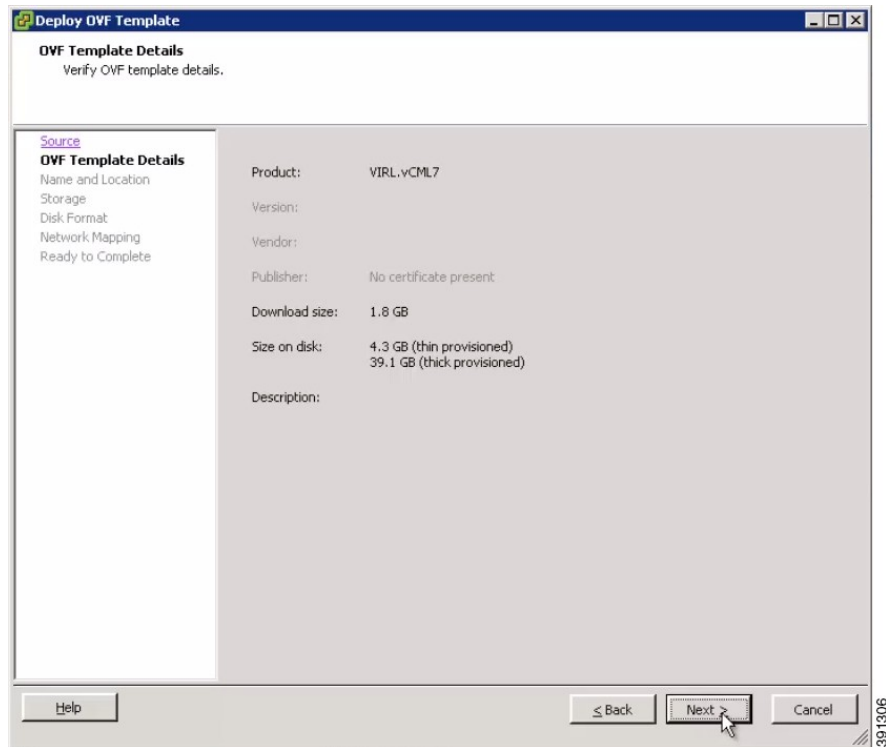 Deploy OVF Template
OVF Template Details
Verify OVF template details.
Source
OVF Template Details
Name and Location
Storage
Disk Format
Network Mapping
Ready to Complete
Product: VIRL.vCML7
Version:
Vendor:
Publisher: No certificate present
Download size: 1.8 GB
Size on disk: 4.3 GB (thin provisioned)
39.1 GB (thick provisioned)
Description:
Help
< Back
Next >
Cancel
391306